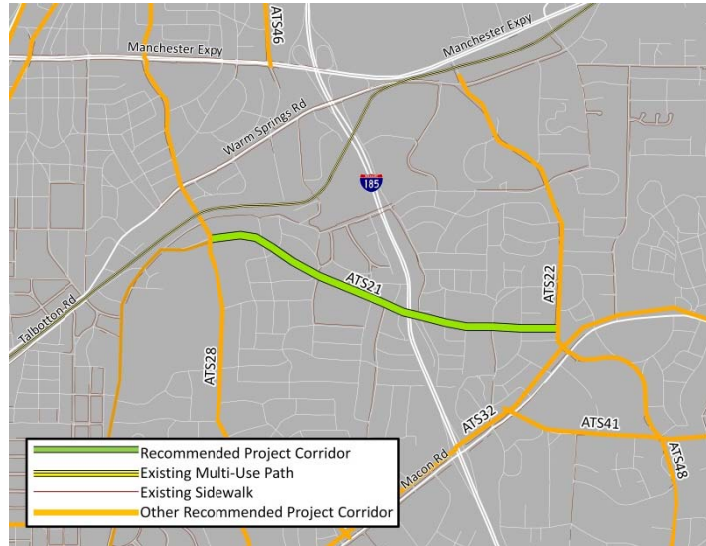 ATS46
Manchester Expy
Manchester Expy
Warm Springs Rd
185
ATS21
ATS22
Talbotton Rd
ATS28
ATS32
ATS41
ATS48
Macon Rd
Recommended Project Corridor
Existing Multi-Use Path
Existing Sidewalk
Other Recommended Project Corridor